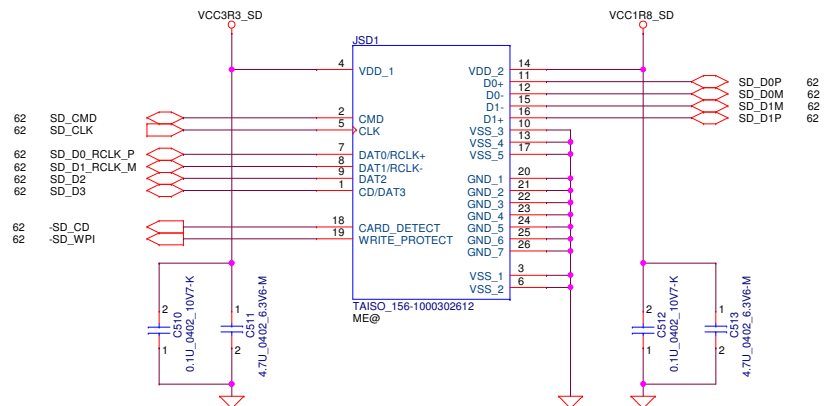 VCC3R3_SD
VCC1R8_SD
JSD1
4 VDD_1 VDD_2 14
D0+ 11 SD_D0P 62
D0- 12 SD_D0M 62
D1- 15 SD_D1M 62
D1+ 16 SD_D1P 62
62 SD_CMD 2 CMD
62 SD_CLK 5 CLK
VSS_3 10
VSS_4 13
VSS_5 17
62 SD_D0_RCLK_P 7 DAT0/RCLK+
62 SD_D1_RCLK_M 8 DAT1/RCLK-
62 SD_D2 9 DAT2
62 SD_D3 1 CD/DAT3
GND_1 20
GND_2 21
GND_3 22
GND_4 23
GND_5 24
GND_6 25
GND_7 26
62 -SD_CD 18 CARD_DETECT
62 -SD_WPI 19 WRITE_PROTECT
VSS_1 3
VSS_2 6
TAISO_156-1000302612
ME@
2
1
C510
0.1U_0402_10V7-K
1
2
C511
4.7U_0402_6.3V6-M
2
1
C512
0.1U_0402_10V7-K
1
2
C513
4.7U_0402_6.3V6-M